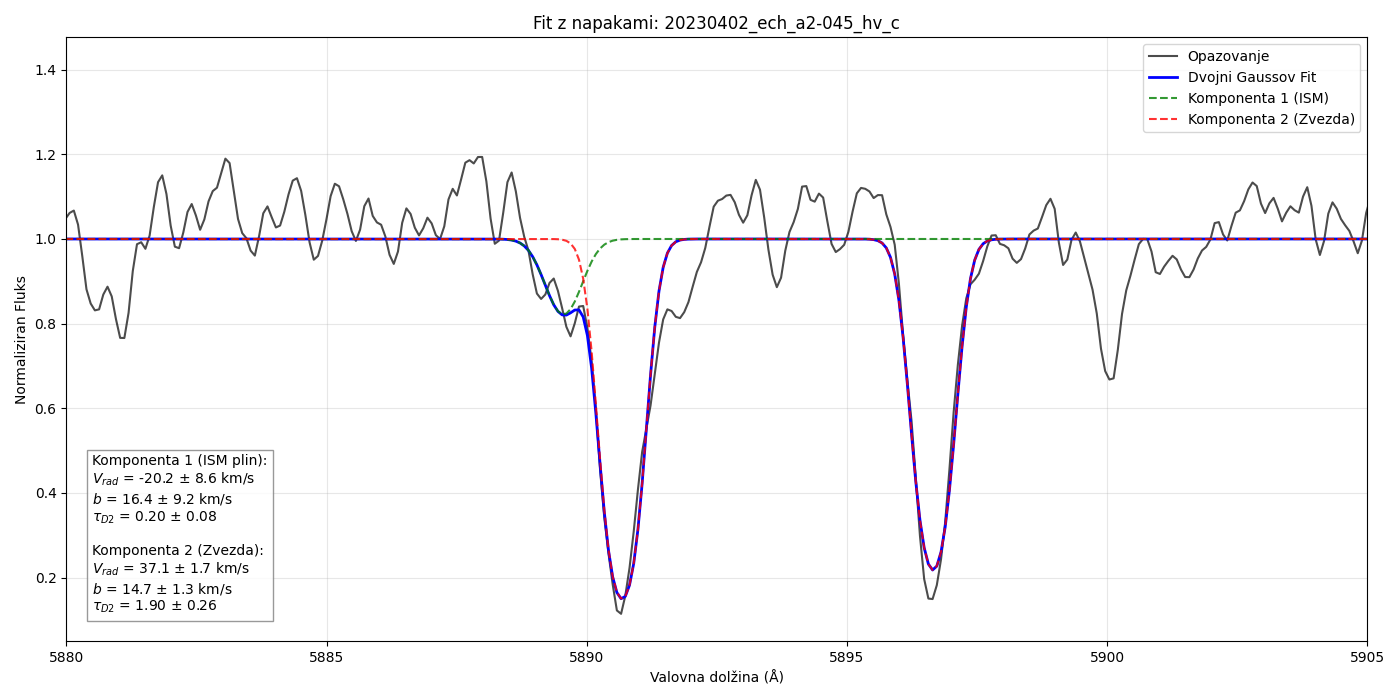 Fit z napakami: 20230402_ech_a2-045_hv_c
Normaliziran Fluks
1.4
1.2
1.0
0.8
0.6
0.4
0.2
Opazovanje
Dvojni Gaussov Fit
Komponenta 1 (ISM)
Komponenta 2 (Zvezda)
Komponenta 1 (ISM plin):
V_rad = -20.2 ± 8.6 km/s
b = 16.4 ± 9.2 km/s
τ_D2 = 0.20 ± 0.08
Komponenta 2 (Zvezda):
V_rad = 37.1 ± 1.7 km/s
b = 14.7 ± 1.3 km/s
τ_D2 = 1.90 ± 0.26
5880 5885 5890 5895 5900 5905
Valovna dolžina (Å)